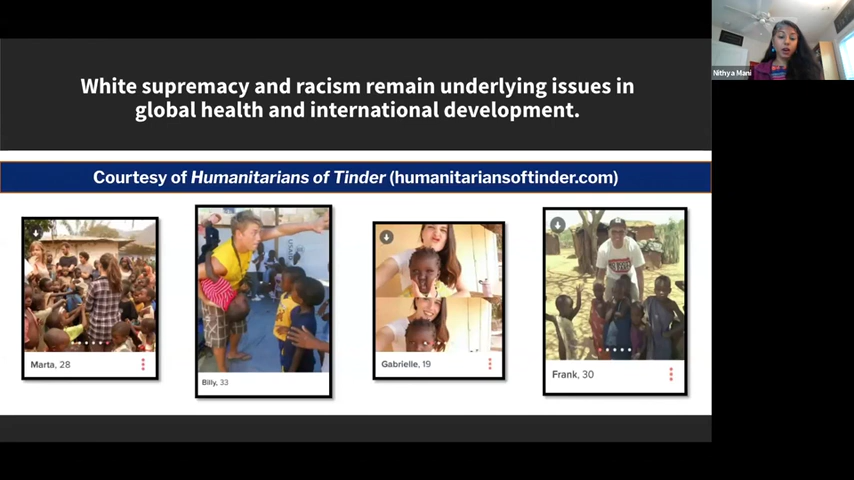 White supremacy and racism remain underlying issues in
global health and international development.
Courtesy of Humanitarians of Tinder (humanitariansoftinder.com)
Marta, 28
Billy, 33
Gabrielle, 19
Frank, 30
Nithya Mani